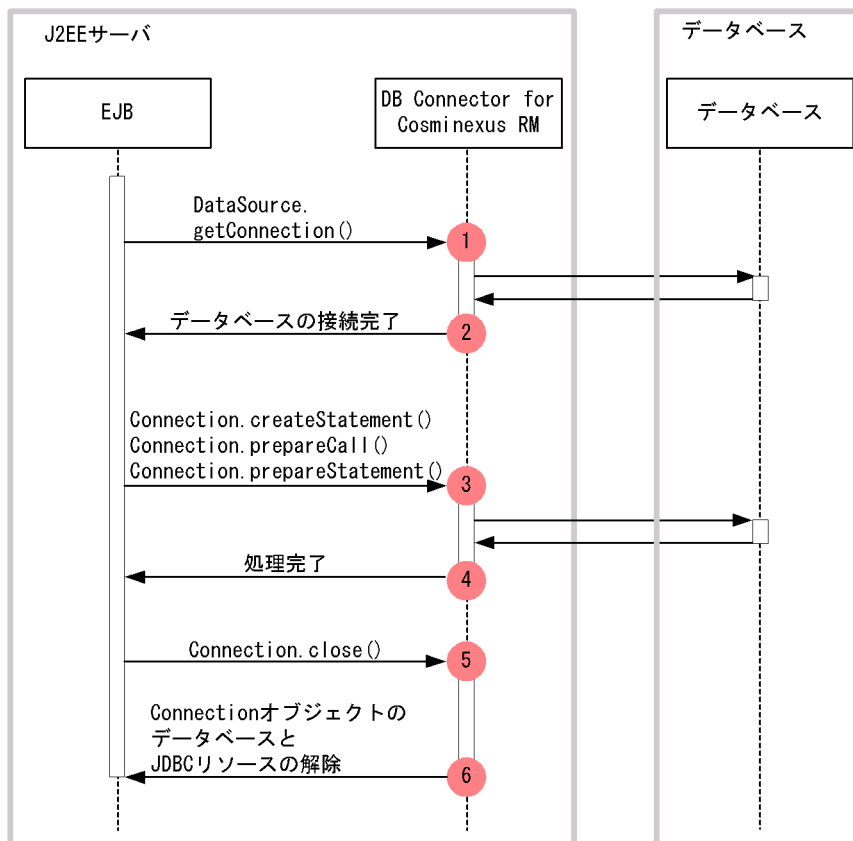 J2EEサーバ
データベース
EJB
DB Connector for
Cosminexus RM
データベース
DataSource.
getConnection()
1
データベースの接続完了
2
Connection.createStatement()
Connection.prepareCall()
Connection.prepareStatement()
3
処理完了
4
Connection.close()
5
Connectionオブジェクトの
データベースと
JDBCリソースの解除
6